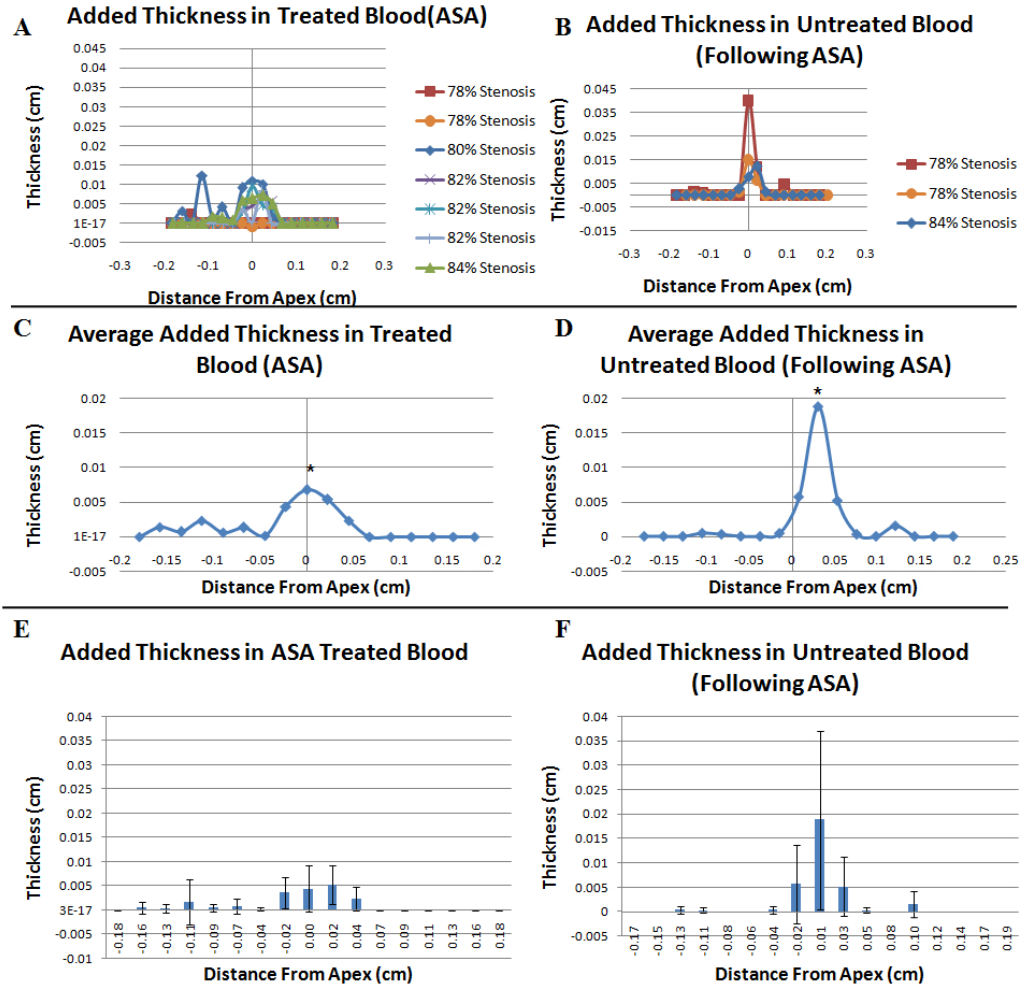 A
Added Thickness in Treated Blood(ASA)
Thickness (cm)
0.045
0.04
0.035
0.03
0.025
0.02
0.015
0.01
0.005
1E-17
-0.005
-0.3 -0.2 -0.1 0 0.1 0.2 0.3
Distance From Apex (cm)
78% Stenosis
78% Stenosis
80% Stenosis
82% Stenosis
82% Stenosis
82% Stenosis
84% Stenosis
B
Added Thickness in Untreated Blood
(Following ASA)
Thickness (cm)
0.045
0.035
0.025
0.015
0.005
-0.005
-0.015
-0.3 -0.2 -0.1 0 0.1 0.2 0.3
Distance From Apex (cm)
78% Stenosis
78% Stenosis
84% Stenosis
C
Average Added Thickness in Treated
Blood (ASA)
Thickness (cm)
0.02
0.015
0.01
0.005
1E-17
-0.005
*
-0.2 -0.1 0 0.1 0.2
Distance From Apex (cm)
D
Average Added Thickness in
Untreated Blood (Following ASA)
Thickness (cm)
0.02
0.015
0.01
0.005
0
-0.005
*
-0.2 -0.1 0 0.05 0.1 0.15 0.2 0.25
Distance From Apex (cm)
E
Added Thickness in ASA Treated Blood
Thickness (cm)
0.04
0.035
0.03
0.025
0.02
0.015
0.01
0.005
3E-17
-0.005
-0.01
-0.18 -0.16 -0.13 -0.11 -0.09 -0.07 -0.04 -0.02 0.00 0.02 0.04 0.07 0.09 0.11 0.13 0.16 0.18
Distance From Apex (cm)
F
Added Thickness in Untreated Blood
(Following ASA)
Thickness (cm)
0.04
0.035
0.03
0.025
0.02
0.015
0.01
0.005
0
-0.005
-0.17 -0.15 -0.13 -0.11 -0.08 -0.06 -0.04 -0.02 0.01 0.03 0.05 0.08 0.10 0.12 0.14 0.17 0.19
Distance From Apex (cm)